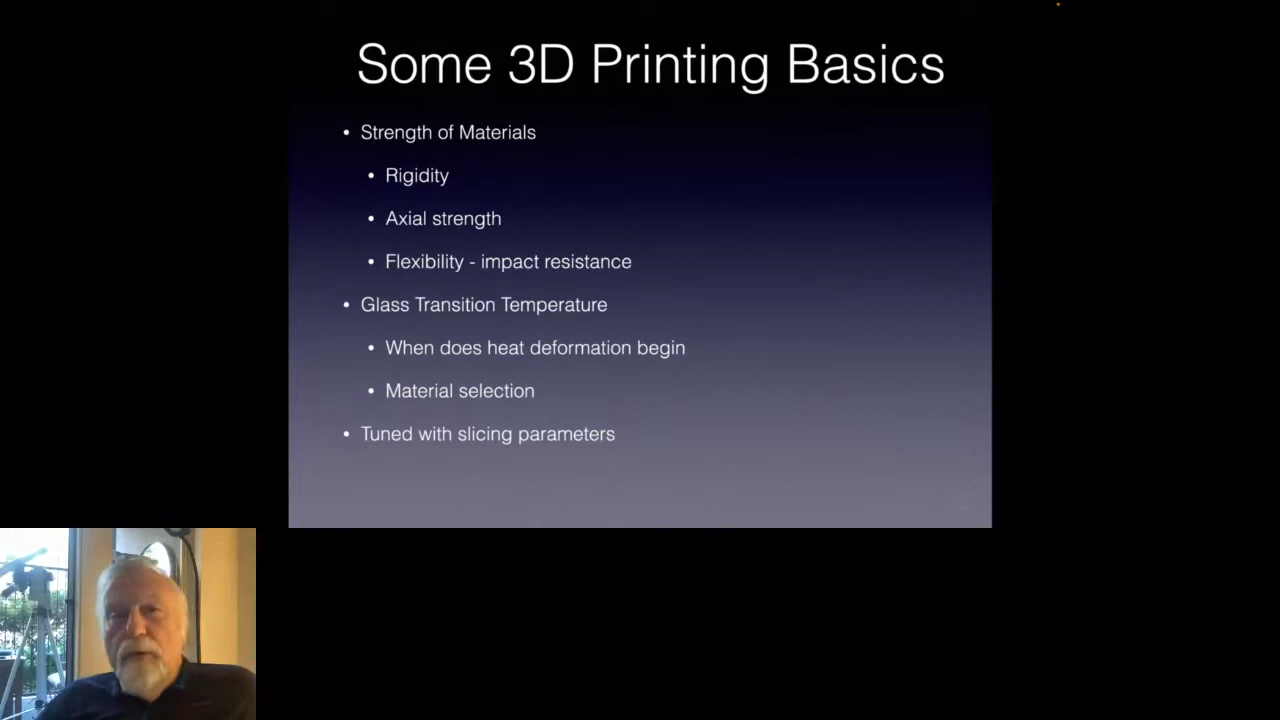 Some 3D Printing Basics
• Strength of Materials
• Rigidity
• Axial strength
• Flexibility - impact resistance
• Glass Transition Temperature
• When does heat deformation begin
• Material selection
• Tuned with slicing parameters